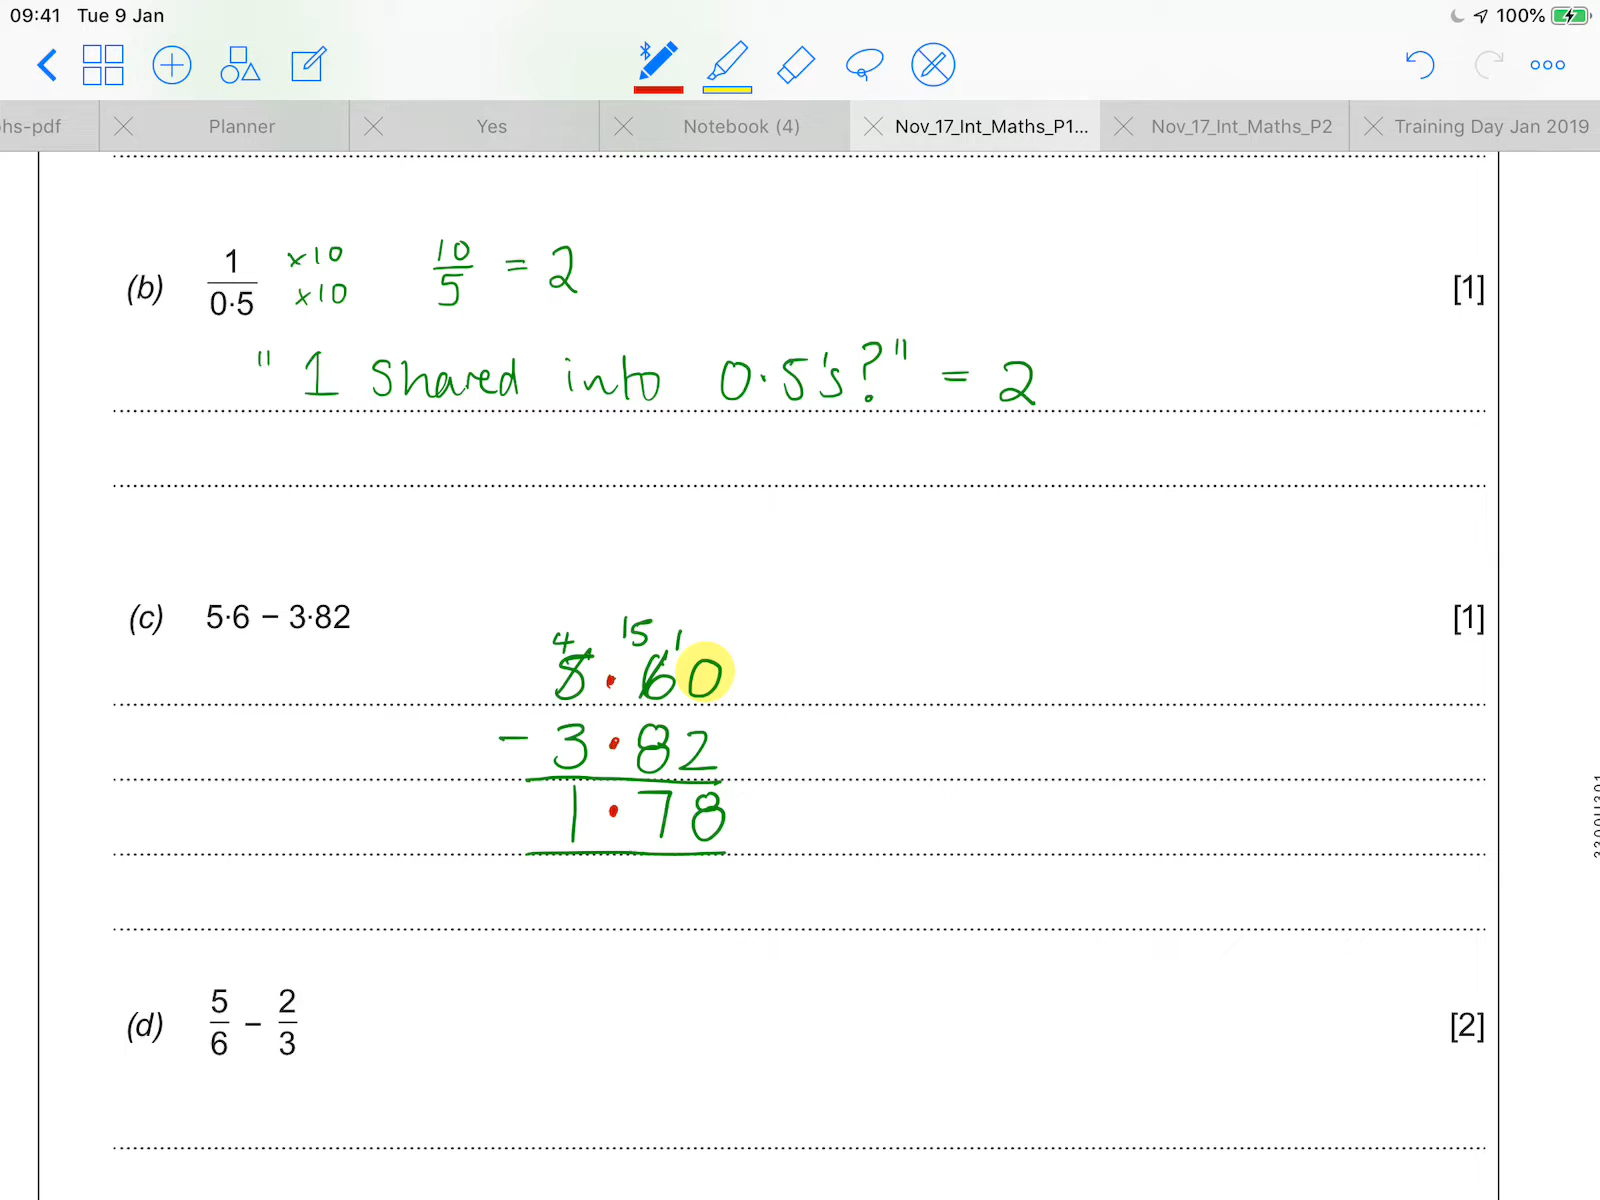 09:41 Tue 9 Jan 100%
hs-pdf Planner Yes Notebook (4) Nov_17_Int_Maths_P1... Nov_17_Int_Maths_P2 Training Day Jan 2019
(b) 1/0·5 ×10 ×10 10/5 = 2 [1]
"1 Shared into 0.5's?" = 2
(c) 5·6 – 3·82 [1]
4 15 1
5.60
- 3.82
1.78
(d) 5/6 – 2/3 [2]